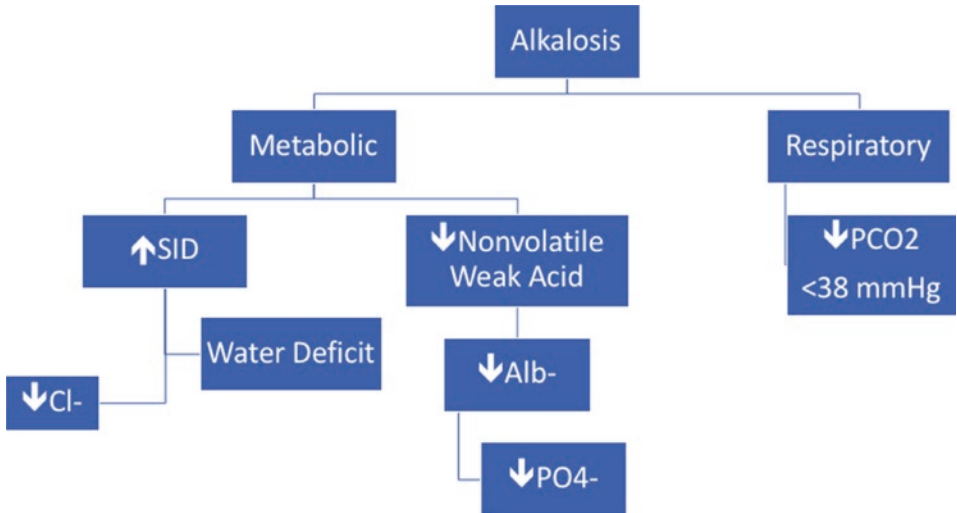 Alkalosis
Metabolic
Respiratory
↑SID
↓Nonvolatile
Weak Acid
↓PCO2
<38 mmHg
Water Deficit
↓Alb-
↓Cl-
↓PO4-